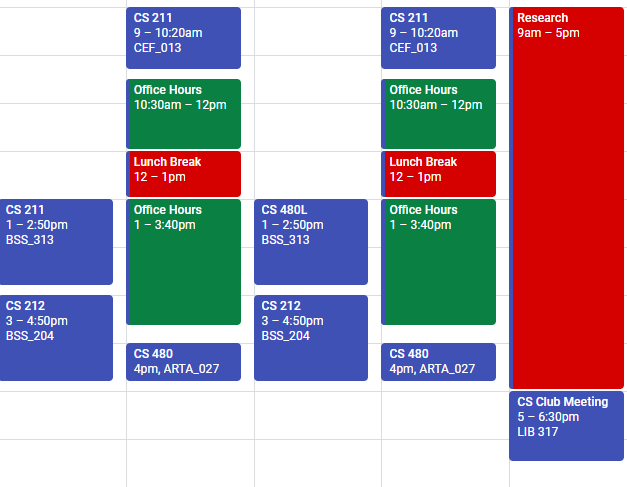 CS 211
1 – 2:50pm
BSS_313
CS 212
3 – 4:50pm
BSS_204
CS 211
9 – 10:20am
CEF_013
Office Hours
10:30am – 12pm
Lunch Break
12 – 1pm
Office Hours
1 – 3:40pm
CS 480
4pm, ARTA_027
CS 480L
1 – 2:50pm
BSS_313
CS 212
3 – 4:50pm
BSS_204
CS 211
9 – 10:20am
CEF_013
Office Hours
10:30am – 12pm
Lunch Break
12 – 1pm
Office Hours
1 – 3:40pm
CS 480
4pm, ARTA_027
Research
9am – 5pm
CS Club Meeting
5 – 6:30pm
LIB 317